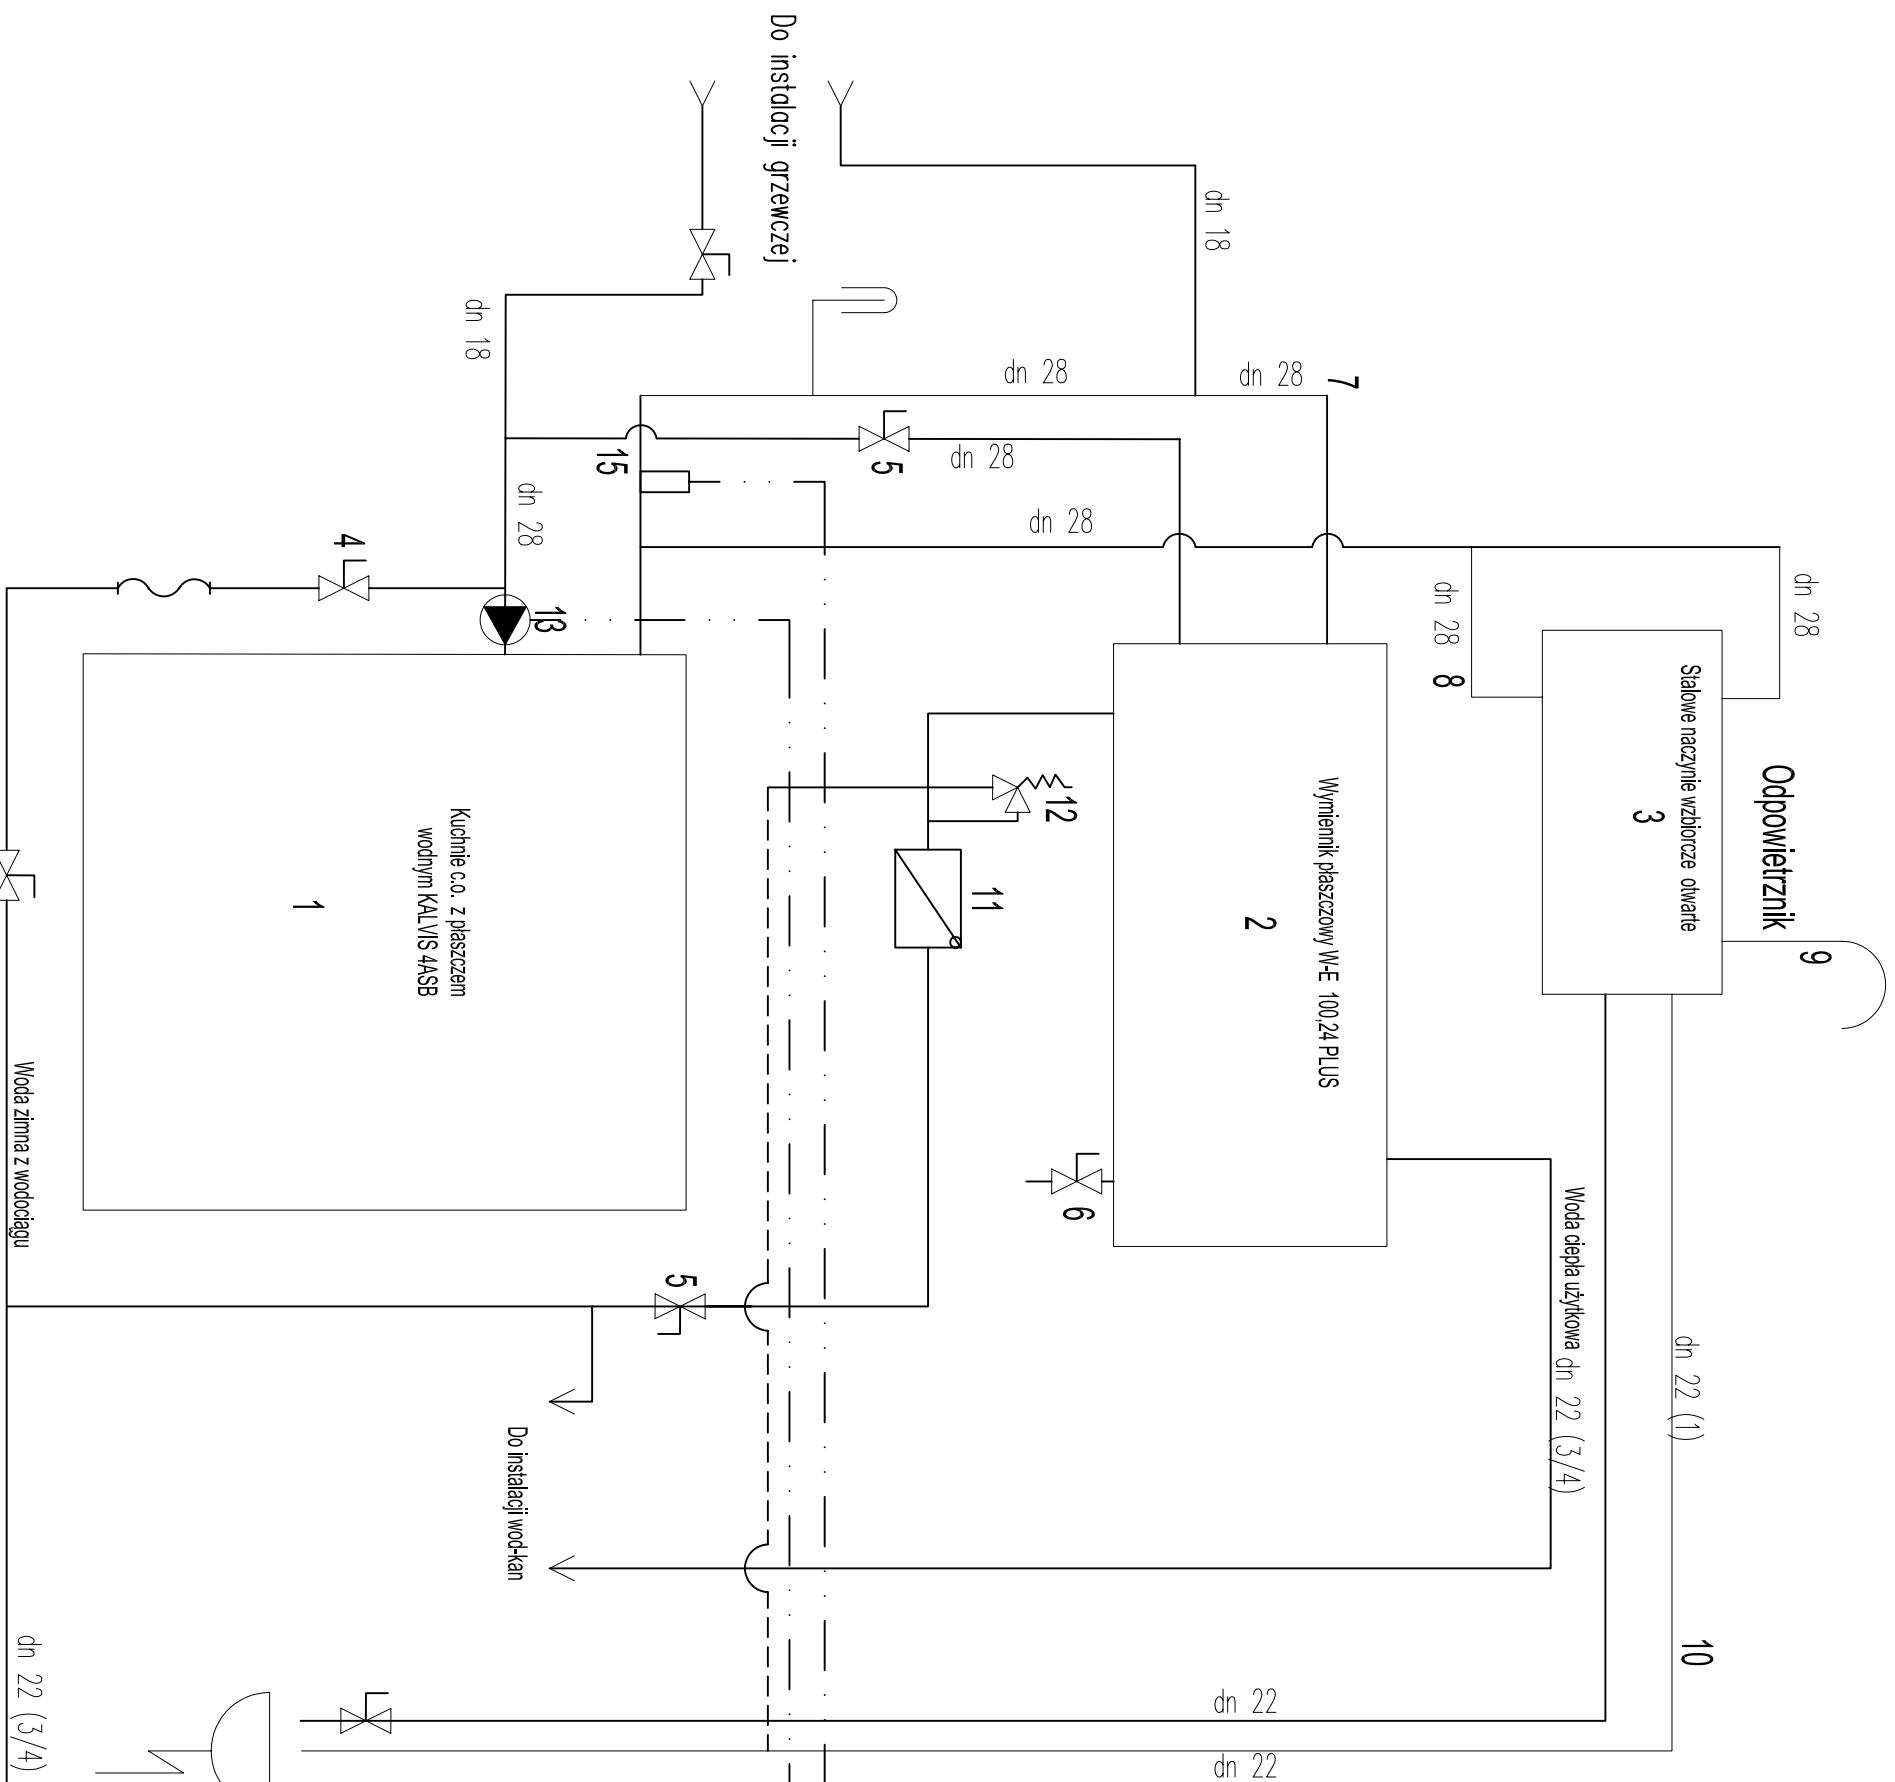 Do instalacji grzewczej
dn 18
dn 18
dn 28
dn 28
7
5
dn 28
15
dn 28
dn 28
4
13
dn 28
dn 28
8
Stalowe naczynie wzbiorcze otwarte
3
Odpowietrznik
9
Wymiennik płaszczowy W-E 100,24 PLUS
2
12
11
Kuchnie c.o. z płaszczem
wodnym KALVIS 4ASB
1
6
5
Woda zimna z wodociągu
Woda ciepła użytkowa
dn 22 (3/4)
dn 22 (1)
Do instalacji wod-kan
10
dn 22
dn 22
dn 22 (3/4)